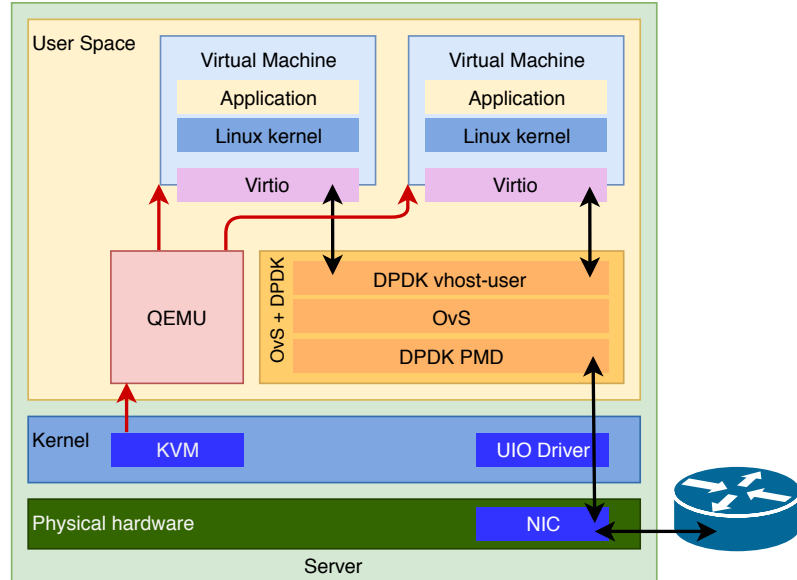 User Space
Virtual Machine
Application
Linux kernel
Virtio
Virtual Machine
Application
Linux kernel
Virtio
QEMU
OvS + DPDK
DPDK vhost-user
OvS
DPDK PMD
Kernel
KVM
UIO Driver
Physical hardware
NIC
Server